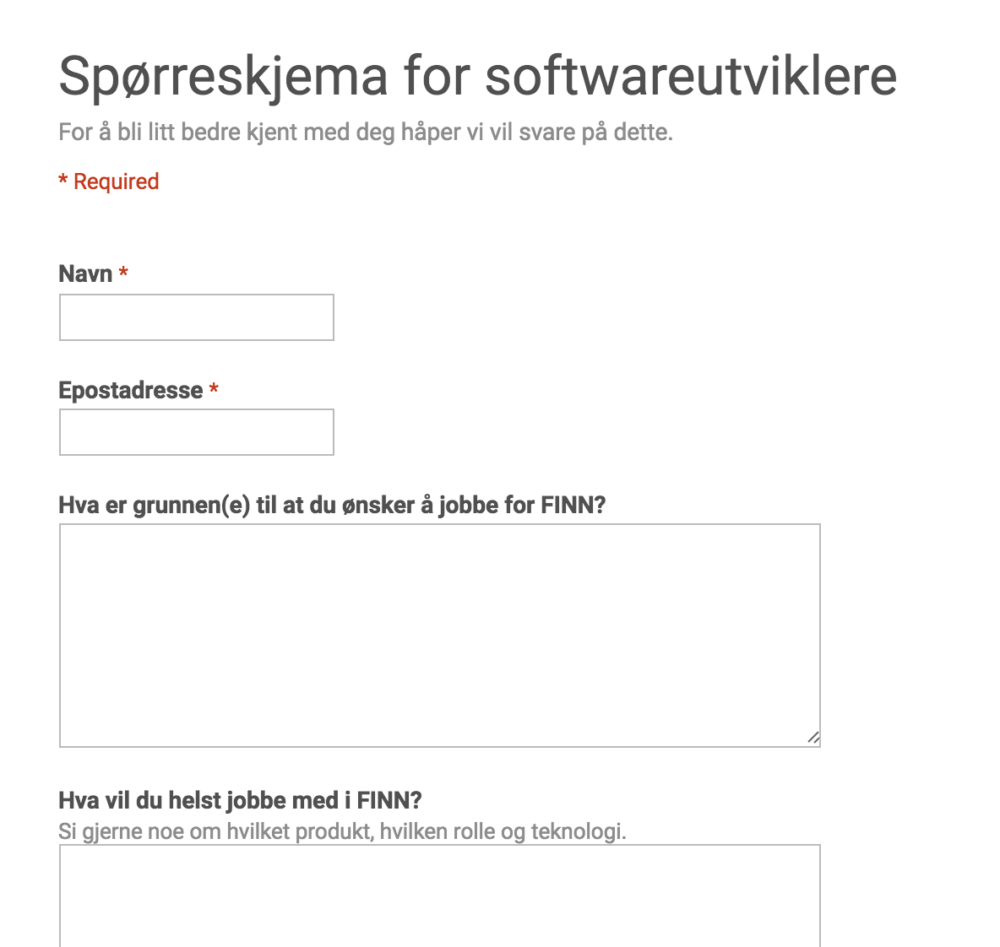 Spørreskjema for softwareutviklere
For å bli litt bedre kjent med deg håper vi vil svare på dette.
* Required
Navn *
Epostadresse *
Hva er grunnen(e) til at du ønsker å jobbe for FINN?
Hva vil du helst jobbe med i FINN?
Si gjerne noe om hvilket produkt, hvilken rolle og teknologi.